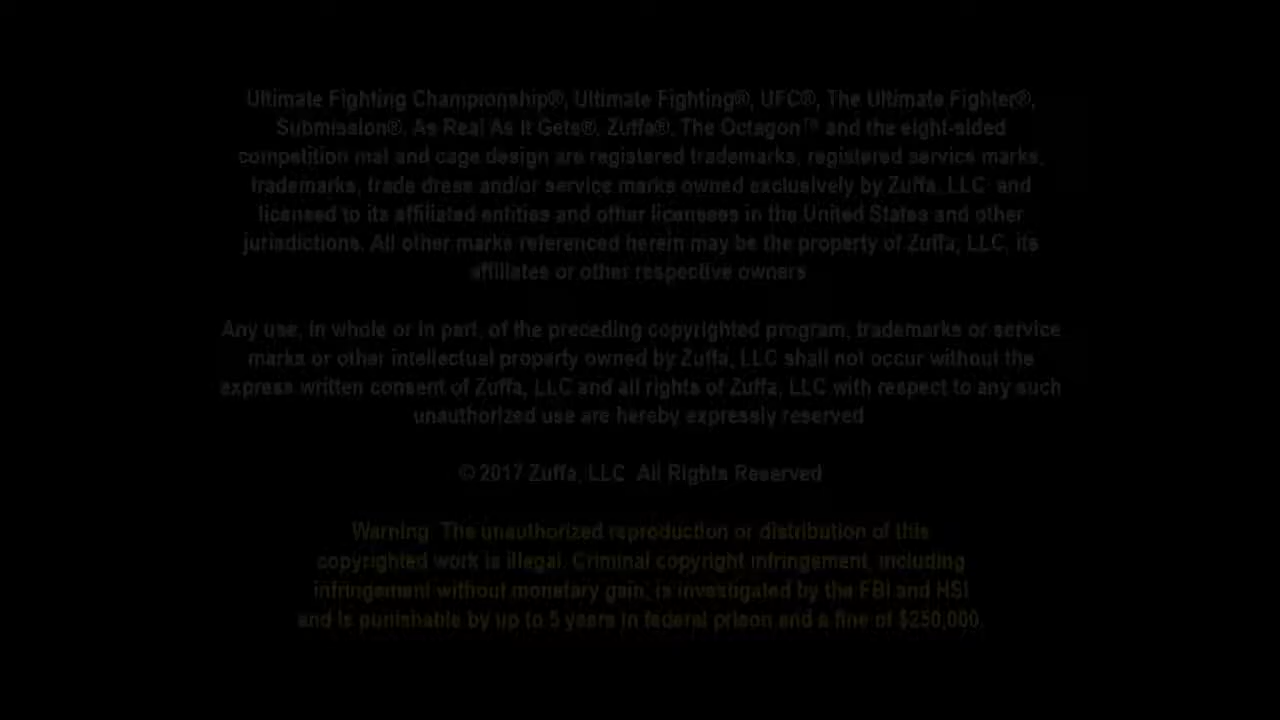 Ultimate Fighting Championship®, Ultimate Fighting®, UFC®, The Ultimate Fighter®,
Submission®, As Real As It Gets®, Zuffa®, The Octagon™ and the eight-sided
competition mat and cage design are registered trademarks, registered service marks,
trademarks, trade dress and/or service marks owned exclusively by Zuffa, LLC and
licensed to its affiliated entities and other licensees in the United States and other
jurisdictions. All other marks referenced herein may be the property of Zuffa, LLC, its
affiliates or other respective owners
Any use, in whole or in part, of the preceding copyrighted program, trademarks or service
marks or other intellectual property owned by Zuffa, LLC shall not occur without the
express written consent of Zuffa, LLC and all rights of Zuffa, LLC with respect to any such
unauthorized use are hereby expressly reserved
© 2017 Zuffa, LLC. All Rights Reserved
Warning: The unauthorized reproduction or distribution of this
copyrighted work is illegal. Criminal copyright infringement, including
infringement without monetary gain, is investigated by the FBI and HSI
and is punishable by up to 5 years in federal prison and a fine of $250,000.